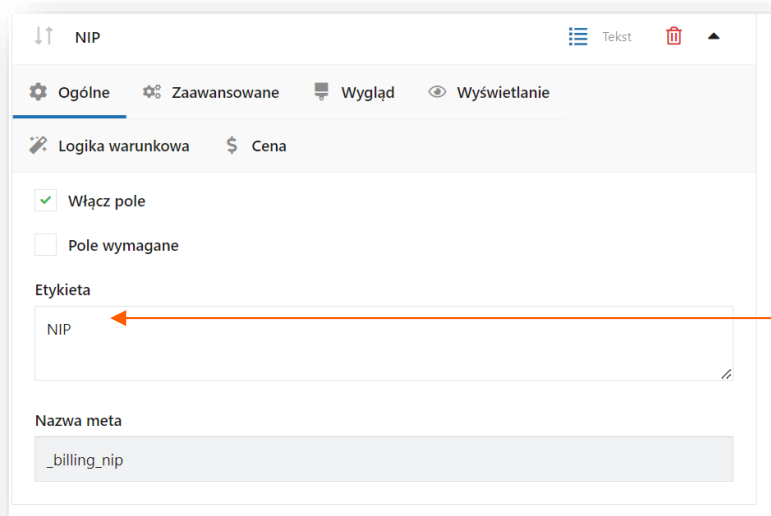 NIP Tekst
Ogólne Zaawansowane Wygląd Wyświetlanie
Logika warunkowa $ Cena
Włącz pole
Pole wymagane
Etykieta
NIP
Nazwa meta
_billing_nip